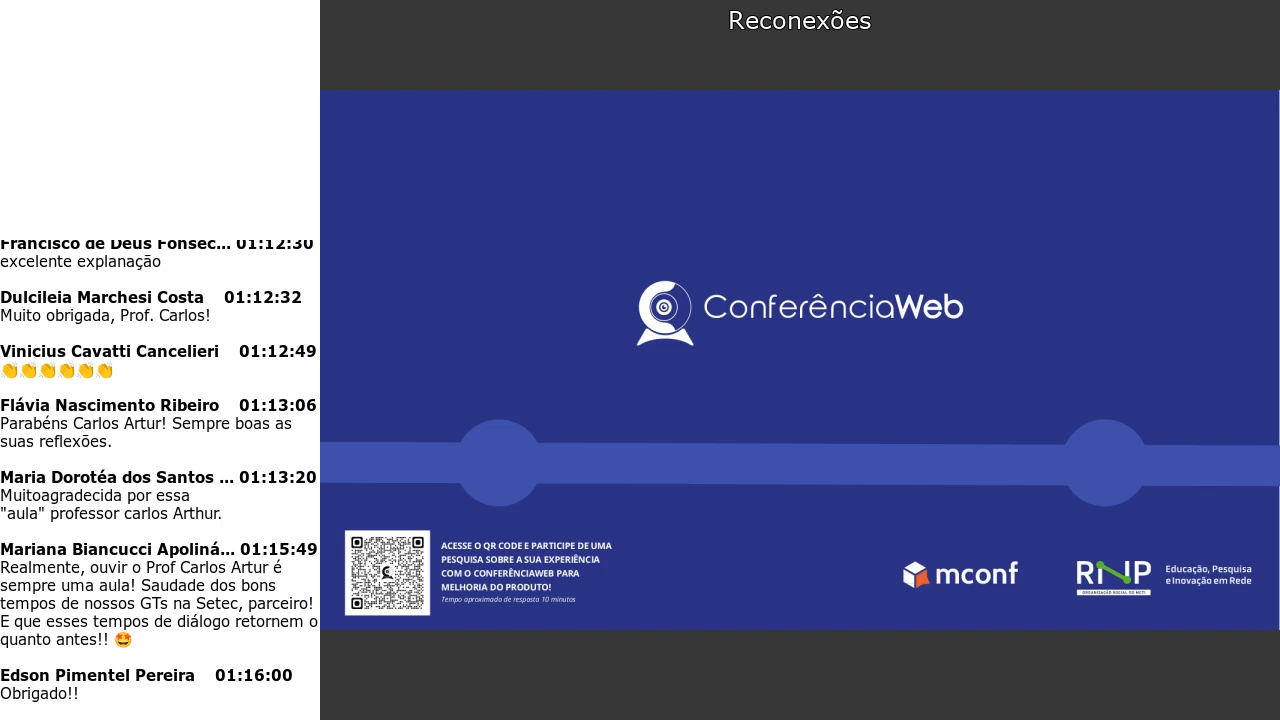 Reconexões
Francisco de Deus Fonsec... 01:12:30
excelente explanação
Dulcileia Marchesi Costa 01:12:32
Muito obrigada, Prof. Carlos!
Vinicius Cavatti Cancelieri 01:12:49
👏👏👏👏👏👏
Flávia Nascimento Ribeiro 01:13:06
Parabéns Carlos Artur! Sempre boas as
suas reflexões.
Maria Dorotéa dos Santos ... 01:13:20
Muitoagradecida por essa
"aula" professor carlos Arthur.
Mariana Biancucci Apoliná... 01:15:49
Realmente, ouvir o Prof Carlos Artur é
sempre uma aula! Saudade dos bons
tempos de nossos GTs na Setec, parceiro!
E que esses tempos de diálogo retornem o
quanto antes!! 🤩
Edson Pimentel Pereira 01:16:00
Obrigado!!
ConferênciaWeb
ACESSE O QR CODE E PARTICIPE DE UMA
PESQUISA SOBRE A SUA EXPERIÊNCIA
COM O CONFERÊNCIAWEB PARA
MELHORIA DO PRODUTO!
Tempo aproximado de resposta 10 minutos
mconf
RNP
ORGANIZAÇÃO SOCIAL DO MCTI
Educação, Pesquisa
e Inovação em Rede